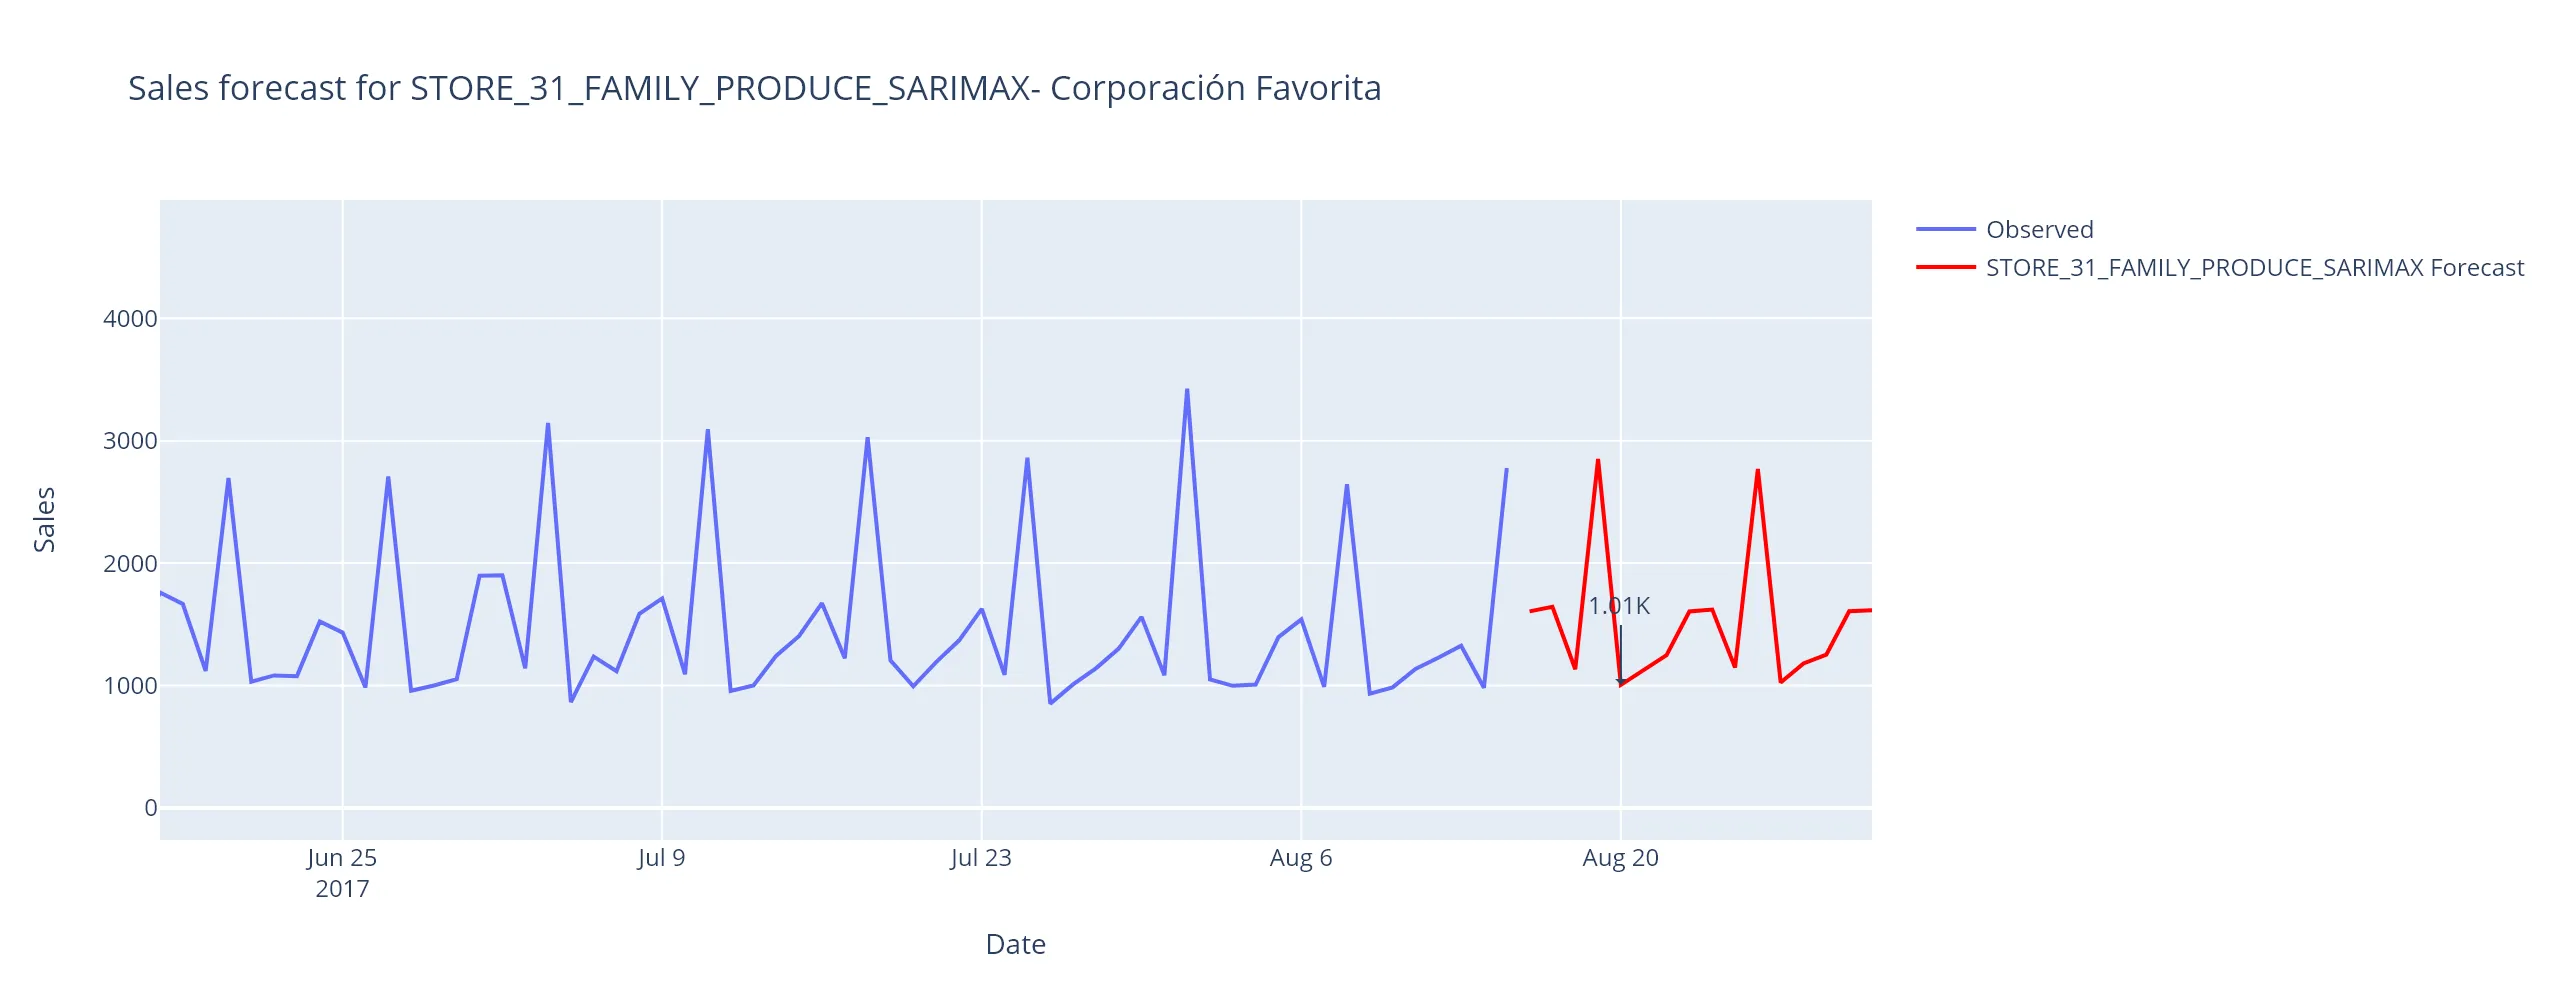 Sales forecast for STORE_31_FAMILY_PRODUCE_SARIMAX- Corporación Favorita
Observed
STORE_31_FAMILY_PRODUCE_SARIMAX Forecast
Sales
4000
3000
2000
1000
0
1.01K
Jun 25
2017
Jul 9
Jul 23
Aug 6
Aug 20
Date